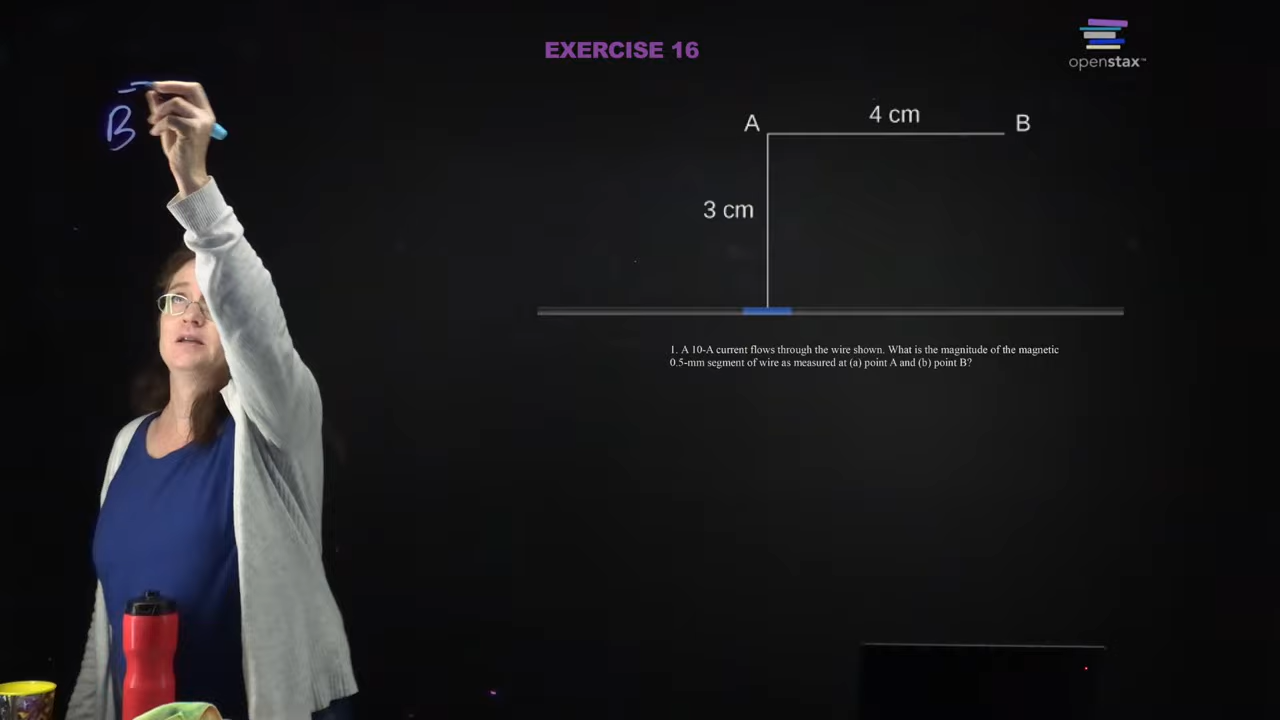 EXERCISE 16
openstax™
B
A
4 cm
B
3 cm
1. A 10-A current flows through the wire shown. What is the magnitude of the magnetic
0.5-mm segment of wire as measured at (a) point A and (b) point B?